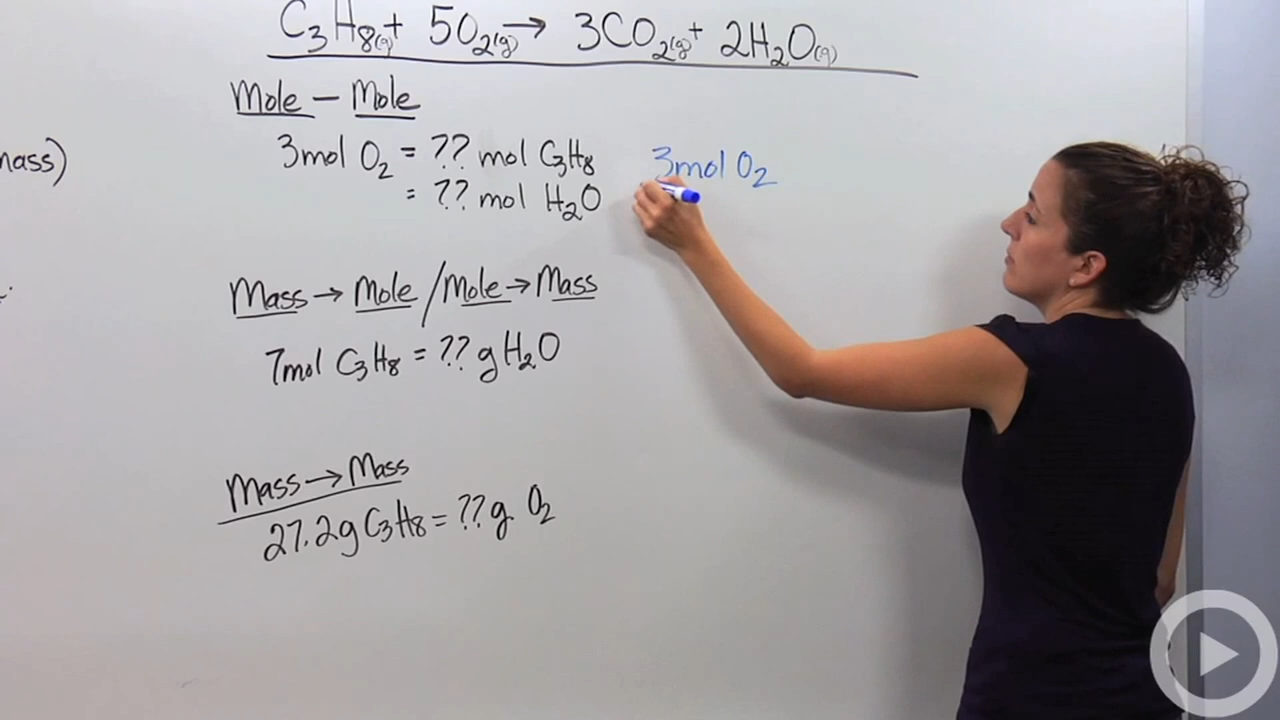 C₃H₈(g) + 5O₂(g) → 3CO₂(g) + 2H₂O(g)
Mole – Mole
3mol O₂ = ?? mol C₃H₈
= ?? mol H₂O
3mol O₂
mass)
Mass → Mole / Mole → Mass
7mol C₃H₈ = ?? g H₂O
Mass → Mass
27.2g C₃H₈ = ?? g O₂